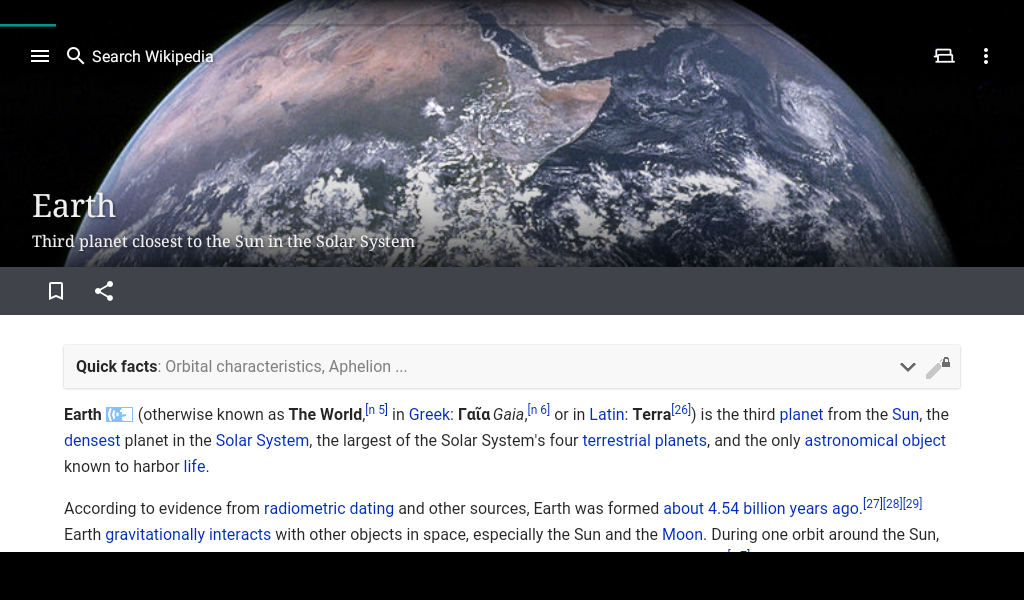 Search Wikipedia
Earth
Third planet closest to the Sun in the Solar System
Quick facts: Orbital characteristics, Aphelion ...
Earth (otherwise known as The World,[n 5] in Greek: Γαῖα Gaia,[n 6] or in Latin: Terra[26]) is the third planet from the Sun, the
densest planet in the Solar System, the largest of the Solar System's four terrestrial planets, and the only astronomical object
known to harbor life.
According to evidence from radiometric dating and other sources, Earth was formed about 4.54 billion years ago.[27][28][29]
Earth gravitationally interacts with other objects in space, especially the Sun and the Moon. During one orbit around the Sun,